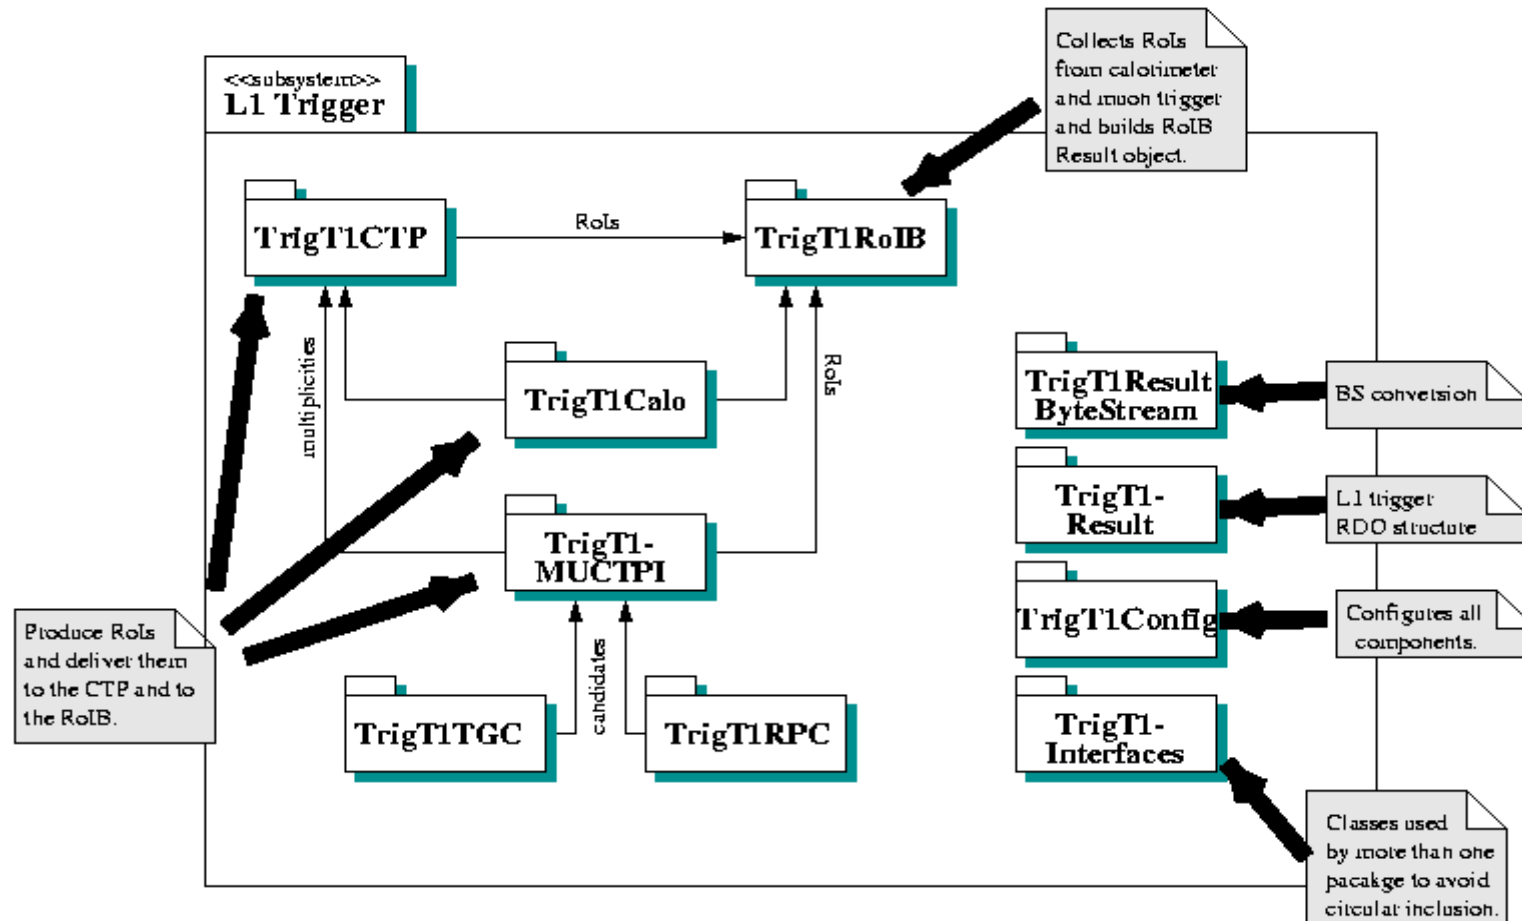 <<subsystem>>
L1 Trigger
Collects RoIs
from calorimeter
and muon trigger
and builds RoIB
Result object.
TrigT1CTP
RoIs
TrigT1RoIB
multiplicities
TrigT1Calo
RoIs
TrigT1Result
ByteStream
BS conversion
TrigT1-
MUCTPI
TrigT1-
Result
L1 trigger
RDO structure
TrigT1Config
Configures all
components.
Produce RoIs
and deliver them
to the CTP and to
the RoIB.
candidates
TrigT1TGC
TrigT1RPC
TrigT1-
Interfaces
Classes used
by more than one
pacakge to avoid
circular inclusion.